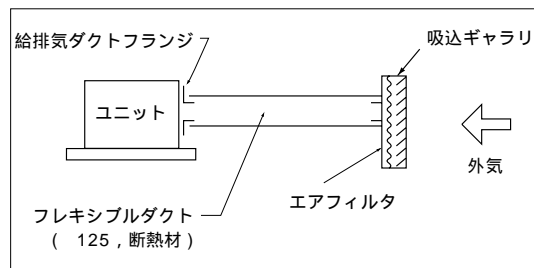 給排気ダクトフランジ
吸込ギャラリ
ユニット
外気
エアフィルタ
フレキシブルダクト
( 125 , 断熱材 )